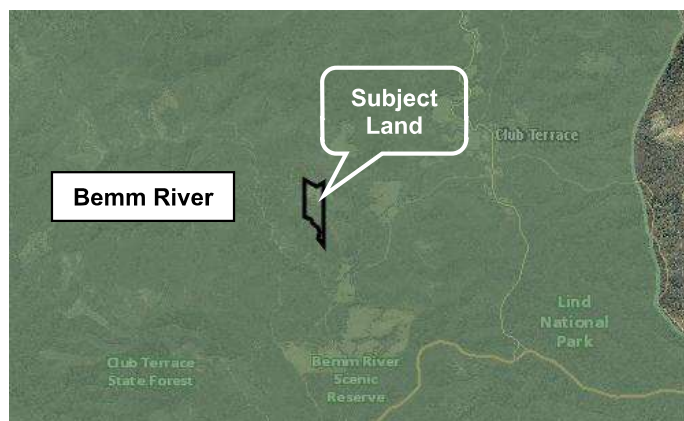 Subject
Land
Club Terrace
Bemm River
Lind
National
Park
Club Terrace
State Forest
Bemm River
Scenic
Reserve